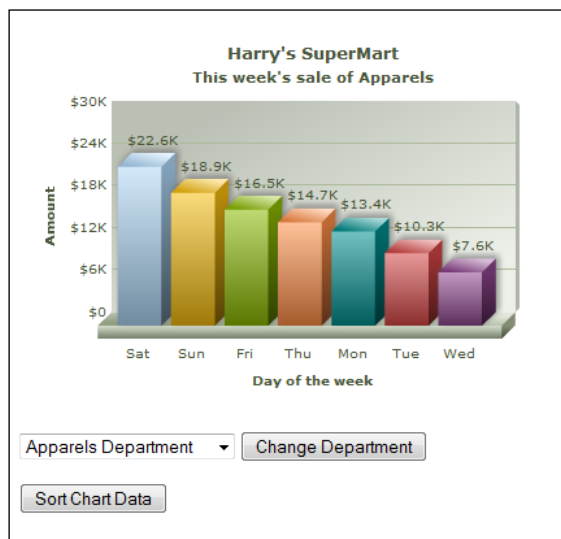 Harry's SuperMart
This week's sale of Apparels
$30K
$24K
$18K
$12K
$6K
$0
Amount
$22.6K
$18.9K
$16.5K
$14.7K
$13.4K
$10.3K
$7.6K
Sat Sun Fri Thu Mon Tue Wed
Day of the week
Apparels Department Change Department
Sort Chart Data